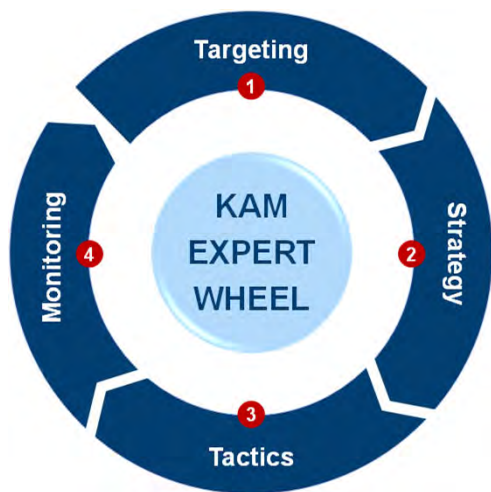 Targeting
1
Strategy
2
Tactics
3
Monitoring
4
KAM
EXPERT
WHEEL